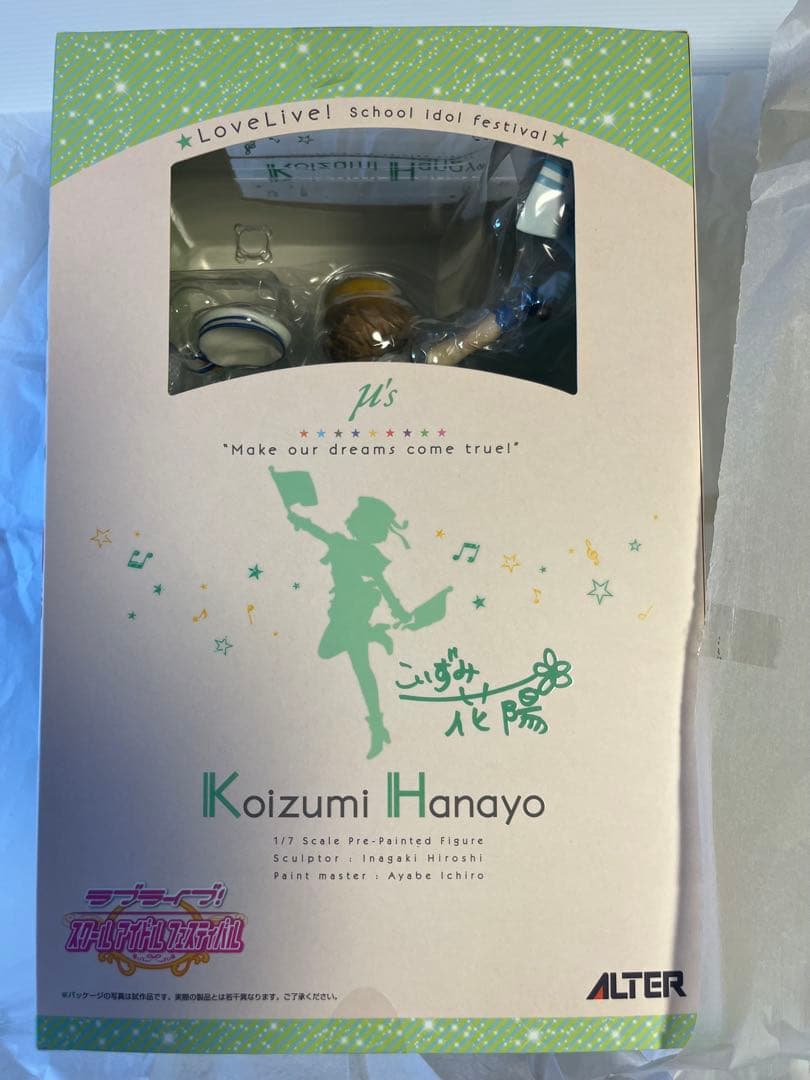 ★LoveLive! School idol festival★
Koizumi Hanayo
μ's
★★★★★★★★★
"Make our dreams come true!"
こいずみ
花陽
Koizumi Hanayo
1/7 Scale Pre-Painted Figure
Sculptor : Inagaki Hiroshi
Paint master : Ayabe Ichiro
ラブライブ!
スクールアイドルフェスティバル
※パッケージの写真は試作品です。実際の製品とは若干異なります。ご了承ください。
ALTER